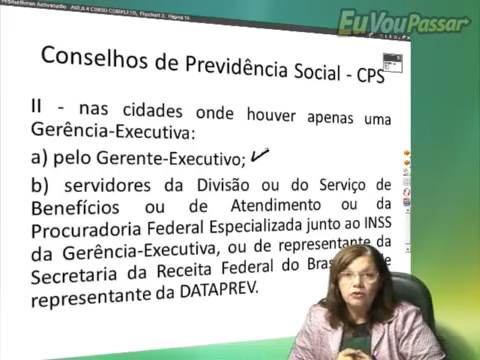 EuVouPassar
Conselhos de Previdência Social - CPS
II - nas cidades onde houver apenas uma
Gerência-Executiva:
a) pelo Gerente-Executivo;
b) servidores da Divisão ou do Serviço de
Benefícios ou de Atendimento ou da
Procuradoria Federal Especializada junto ao INSS
da Gerência-Executiva, ou de representante da
Secretaria da Receita Federal do
representante da DATAPREV.